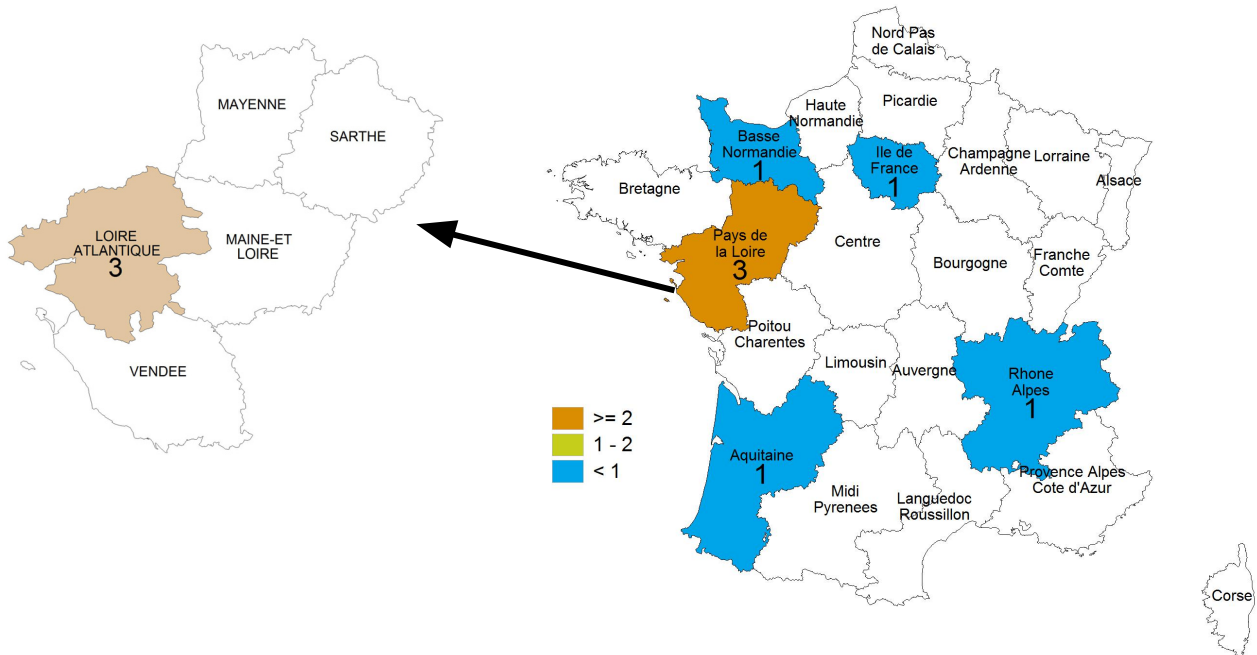 MAYENNE
SARTHE
LOIRE
ATLANTIQUE
3
MAINE-ET
LOIRE
VENDEE
Nord Pas
de Calais
Haute
Normandie
Picardie
Basse
Normandie
1
Ile de
France
1
Champagne
Ardenne
Lorraine
Alsace
Bretagne
Pays de
la Loire
3
Centre
Bourgogne
Franche
Comte
Poitou
Charentes
Limousin
Auvergne
Rhone
Alpes
1
>= 2
1 - 2
< 1
Aquitaine
1
Midi
Pyrenees
Languedoc
Roussillon
Provence Alpes
Cote d'Azur
Corse